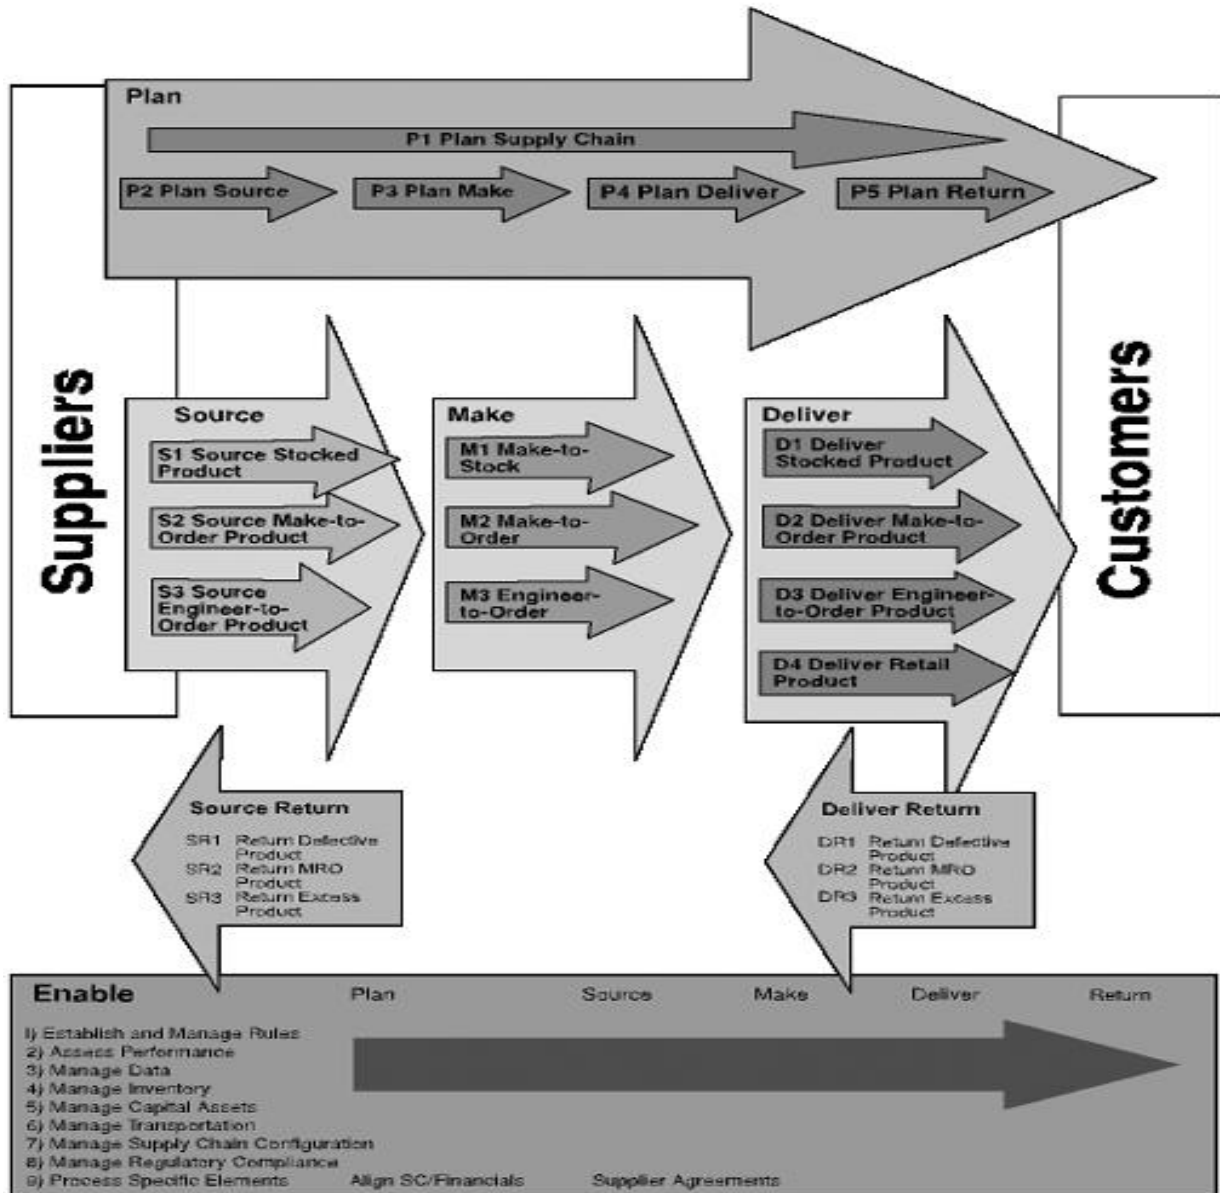 Plan
P1 Plan Supply Chain
P2 Plan Source
P3 Plan Make
P4 Plan Deliver
P5 Plan Return
Suppliers
Customers
Source
S1 Source Stocked
Product
S2 Source Make-to-
Order Product
S3 Source
Engineer-to-
Order Product
Make
M1 Make-to-
Stock
M2 Make-to-
Order
M3 Engineer-
to-Order
Deliver
D1 Deliver
Stocked Product
D2 Deliver Make-to-
Order Product
D3 Deliver Engineer-
to-Order Product
D4 Deliver Retail
Product
Source Return
SR1 Return Defective
Product
SR2 Return MRO
Product
SR3 Return Excess
Product
Deliver Return
DR1 Return Defective
Product
DR2 Return MRO
Product
DR3 Return Excess
Product
Enable Plan Source Make Deliver Return
1) Establish and Manage Rules
2) Assess Performance
3) Manage Data
4) Manage Inventory
5) Manage Capital Assets
6) Manage Transportation
7) Manage Supply Chain Configuration
8) Manage Regulatory Compliance
9) Process Specific Elements Align SC/Financials Supplier Agreements